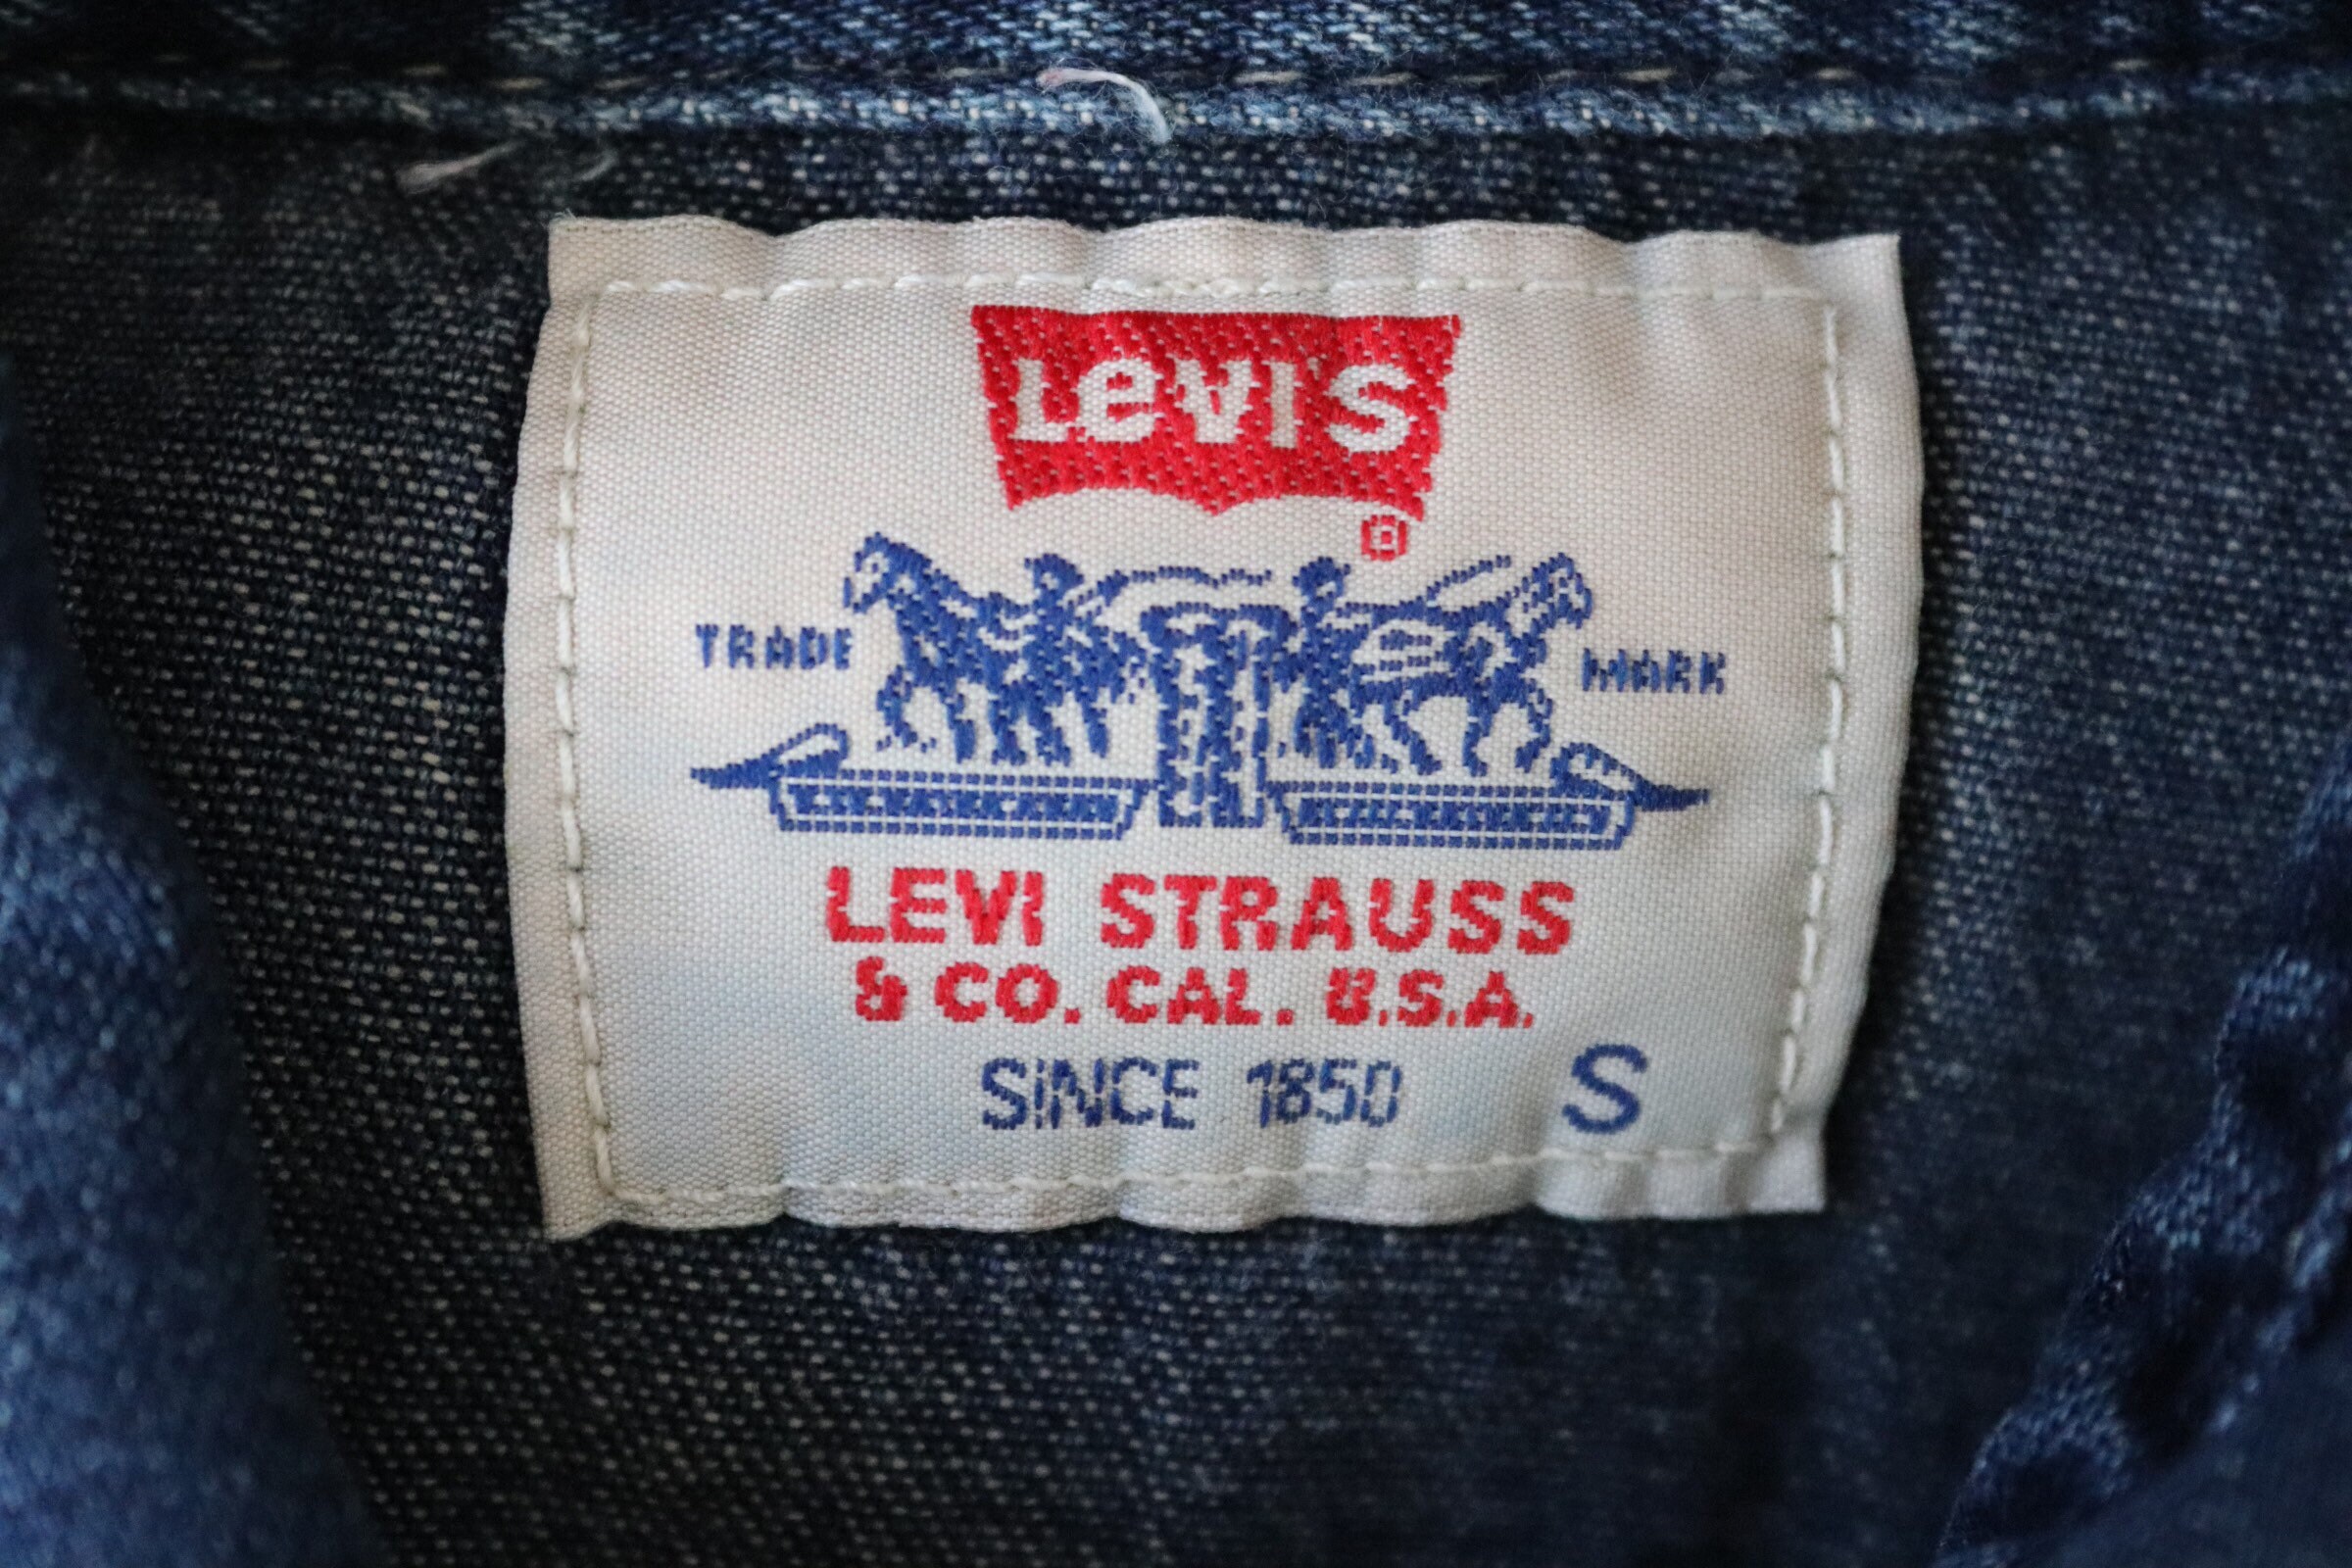 LEVI'S
®
TRADE MARK
LEVI STRAUSS
& CO. CAL. U.S.A.
SINCE 1850 S